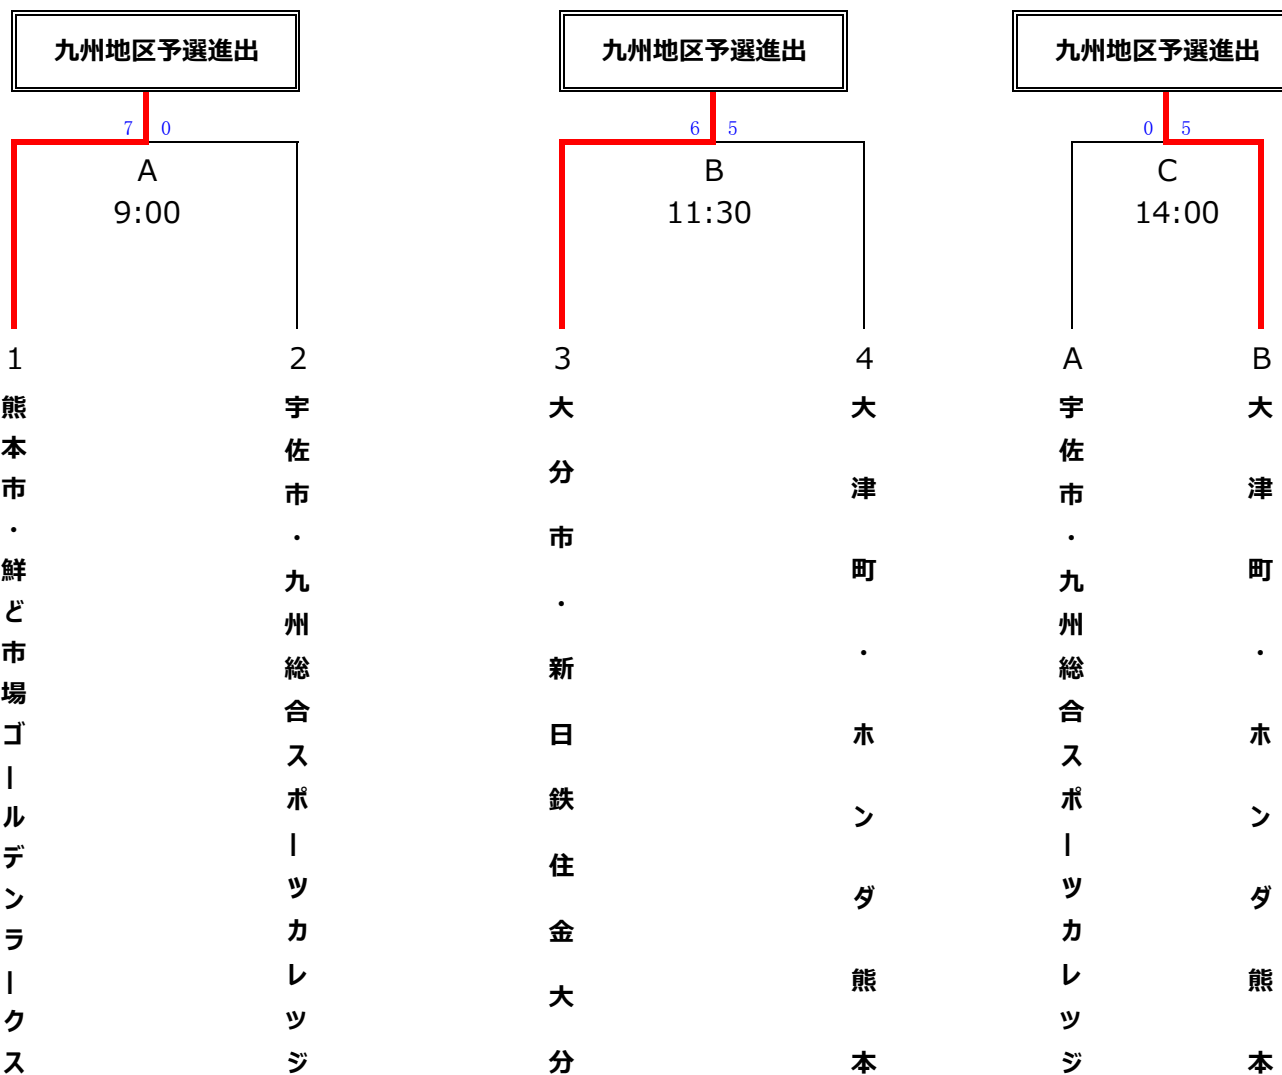 九州地区予選進出
九州地区予選進出
九州地区予選進出
7 0
6 5
0 5
A
B
C
9:00
11:30
14:00
1
2
3
4
A
B
熊本市・鮮ど市場ゴールデンラークス
宇佐市・九州総合スポーツカレッジ
大分市・新日鉄住金大分
大津町・ホンダ熊本
宇佐市・九州総合スポーツカレッジ
大津町・ホンダ熊本